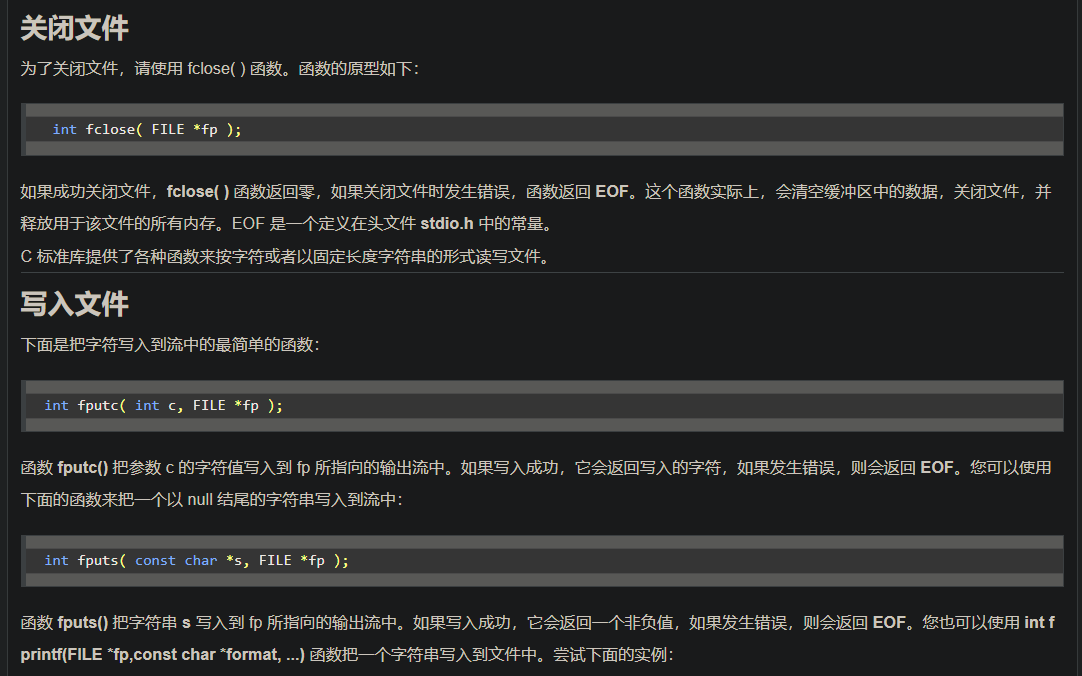 关闭文件
为了关闭文件，请使用 fclose( ) 函数。函数的原型如下：
int fclose( FILE *fp );
如果成功关闭文件，fclose( ) 函数返回零，如果关闭文件时发生错误，函数返回 EOF。这个函数实际上，会清空缓冲区中的数据，关闭文件，并
释放用于该文件的所有内存。EOF 是一个定义在头文件 stdio.h 中的常量。
C 标准库提供了各种函数来按字符或者以固定长度字符串的形式读写文件。
写入文件
下面是把字符写入到流中的最简单的函数：
int fputc( int c, FILE *fp );
函数 fputc() 把参数 c 的字符值写入到 fp 所指向的输出流中。如果写入成功，它会返回写入的字符，如果发生错误，则会返回 EOF。您可以使用
下面的函数来把一个以 null 结尾的字符串写入到流中：
int fputs( const char *s, FILE *fp );
函数 fputs() 把字符串 s 写入到 fp 所指向的输出流中。如果写入成功，它会返回一个非负值，如果发生错误，则会返回 EOF。您也可以使用 int f
printf(FILE *fp,const char *format, ...) 函数把一个字符串写入到文件中。尝试下面的实例：